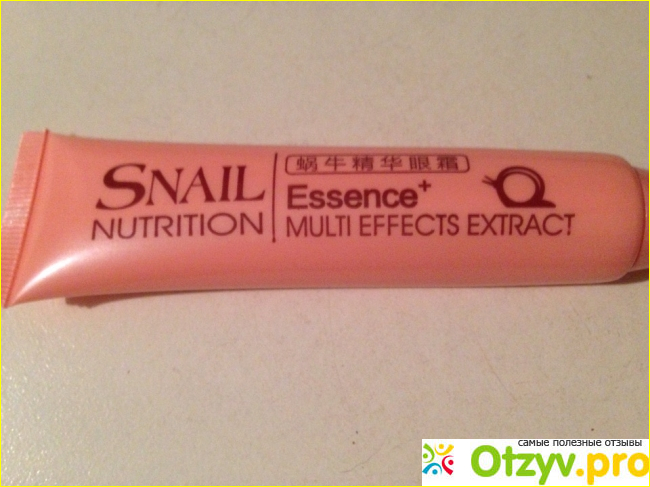 SNAIL
NUTRITION
蜗牛精华眼霜
Essence+
MULTI EFFECTS EXTRACT
самые полезные отзывы
Otzyv.pro